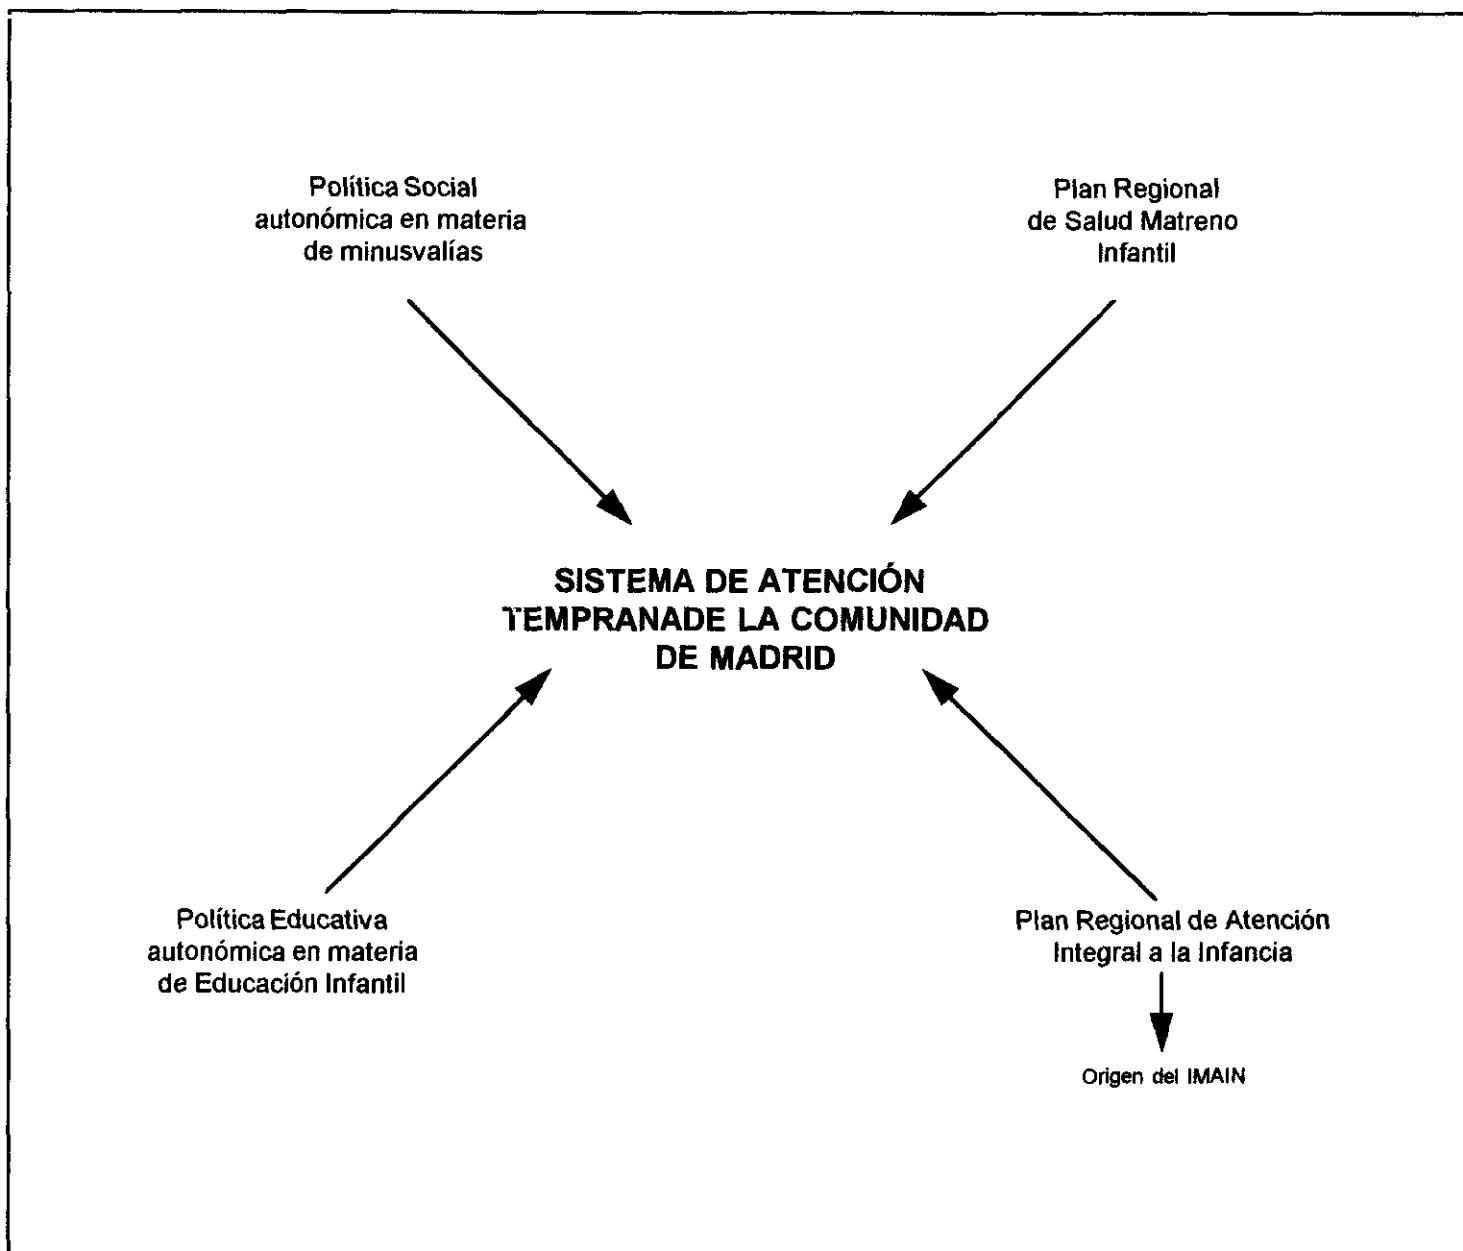 Política Social
autonómica en materia
de minusvalías
Plan Regional
de Salud Matreno
Infantil
SISTEMA DE ATENCIÓN
TEMPRANADE LA COMUNIDAD
DE MADRID
Política Educativa
autonómica en materia
de Educación Infantil
Plan Regional de Atención
Integral a la Infancia
Origen del IMAIN